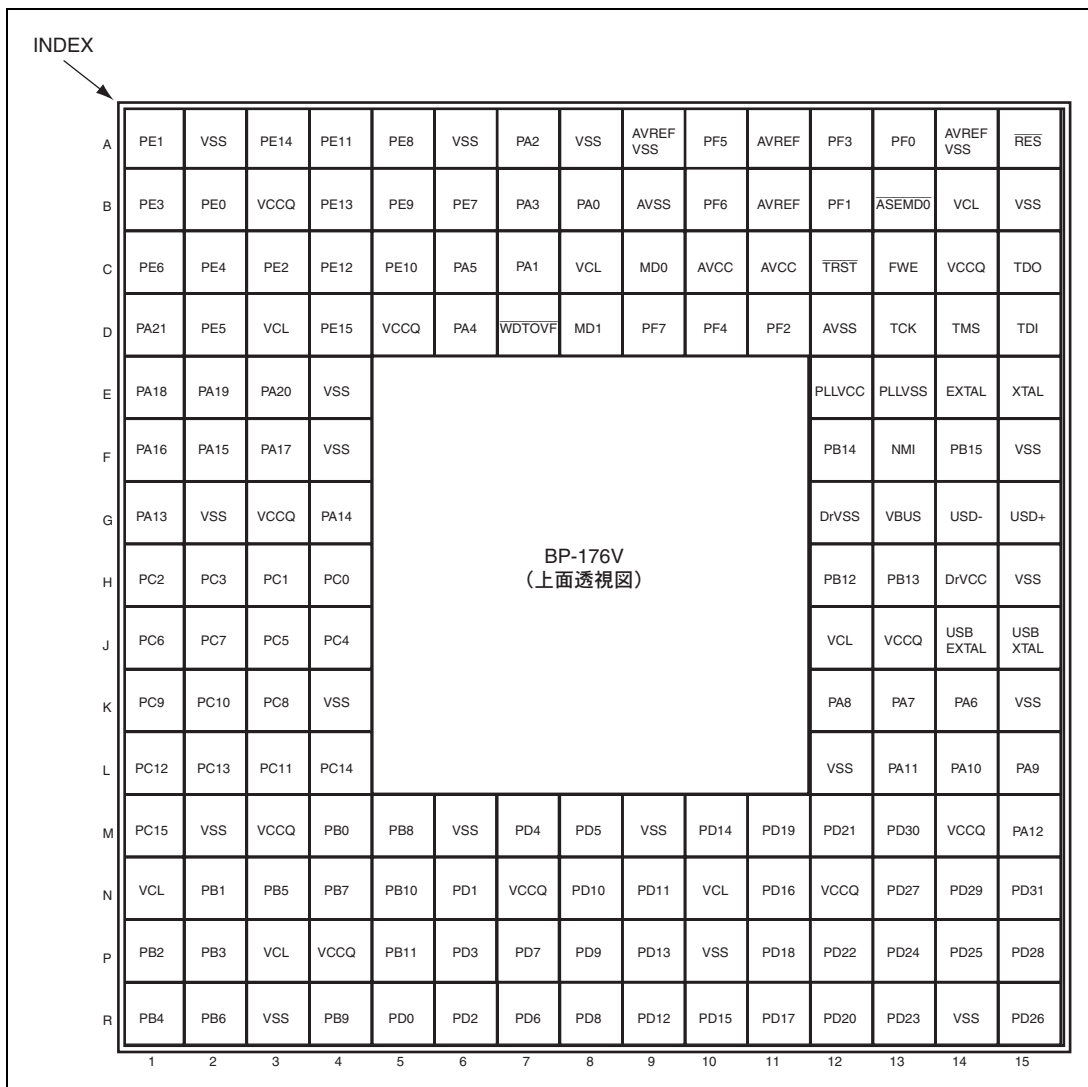 INDEX
A PE1 VSS PE14 PE11 PE8 VSS PA2 VSS AVREF VSS PF5 AVREF PF3 PF0 AVREF VSS RES
B PE3 PE0 VCCQ PE13 PE9 PE7 PA3 PA0 AVSS PF6 AVREF PF1 ASEMD0 VCL VSS
C PE6 PE4 PE2 PE12 PE10 PA5 PA1 VCL MD0 AVCC AVCC TRST FWE VCCQ TDO
D PA21 PE5 VCL PE15 VCCQ PA4 WDTOVF MD1 PF7 PF4 PF2 AVSS TCK TMS TDI
E PA18 PA19 PA20 VSS PLLVCC PLLVSS EXTAL XTAL
F PA16 PA15 PA17 VSS PB14 NMI PB15 VSS
G PA13 VSS VCCQ PA14 DrVSS VBUS USD- USD+
BP-176V
(上面透視図)
H PC2 PC3 PC1 PC0 PB12 PB13 DrVCC VSS
J PC6 PC7 PC5 PC4 VCL VCCQ USB EXTAL USB XTAL
K PC9 PC10 PC8 VSS PA8 PA7 PA6 VSS
L PC12 PC13 PC11 PC14 VSS PA11 PA10 PA9
M PC15 VSS VCCQ PB0 PB8 VSS PD4 PD5 VSS PD14 PD19 PD21 PD30 VCCQ PA12
N VCL PB1 PB5 PB7 PB10 PD1 VCCQ PD10 PD11 VCL PD16 VCCQ PD27 PD29 PD31
P PB2 PB3 VCL VCCQ PB11 PD3 PD7 PD9 PD13 VSS PD18 PD22 PD24 PD25 PD28
R PB4 PB6 VSS PB9 PD0 PD2 PD6 PD8 PD12 PD15 PD17 PD20 PD23 VSS PD26
1 2 3 4 5 6 7 8 9 10 11 12 13 14 15